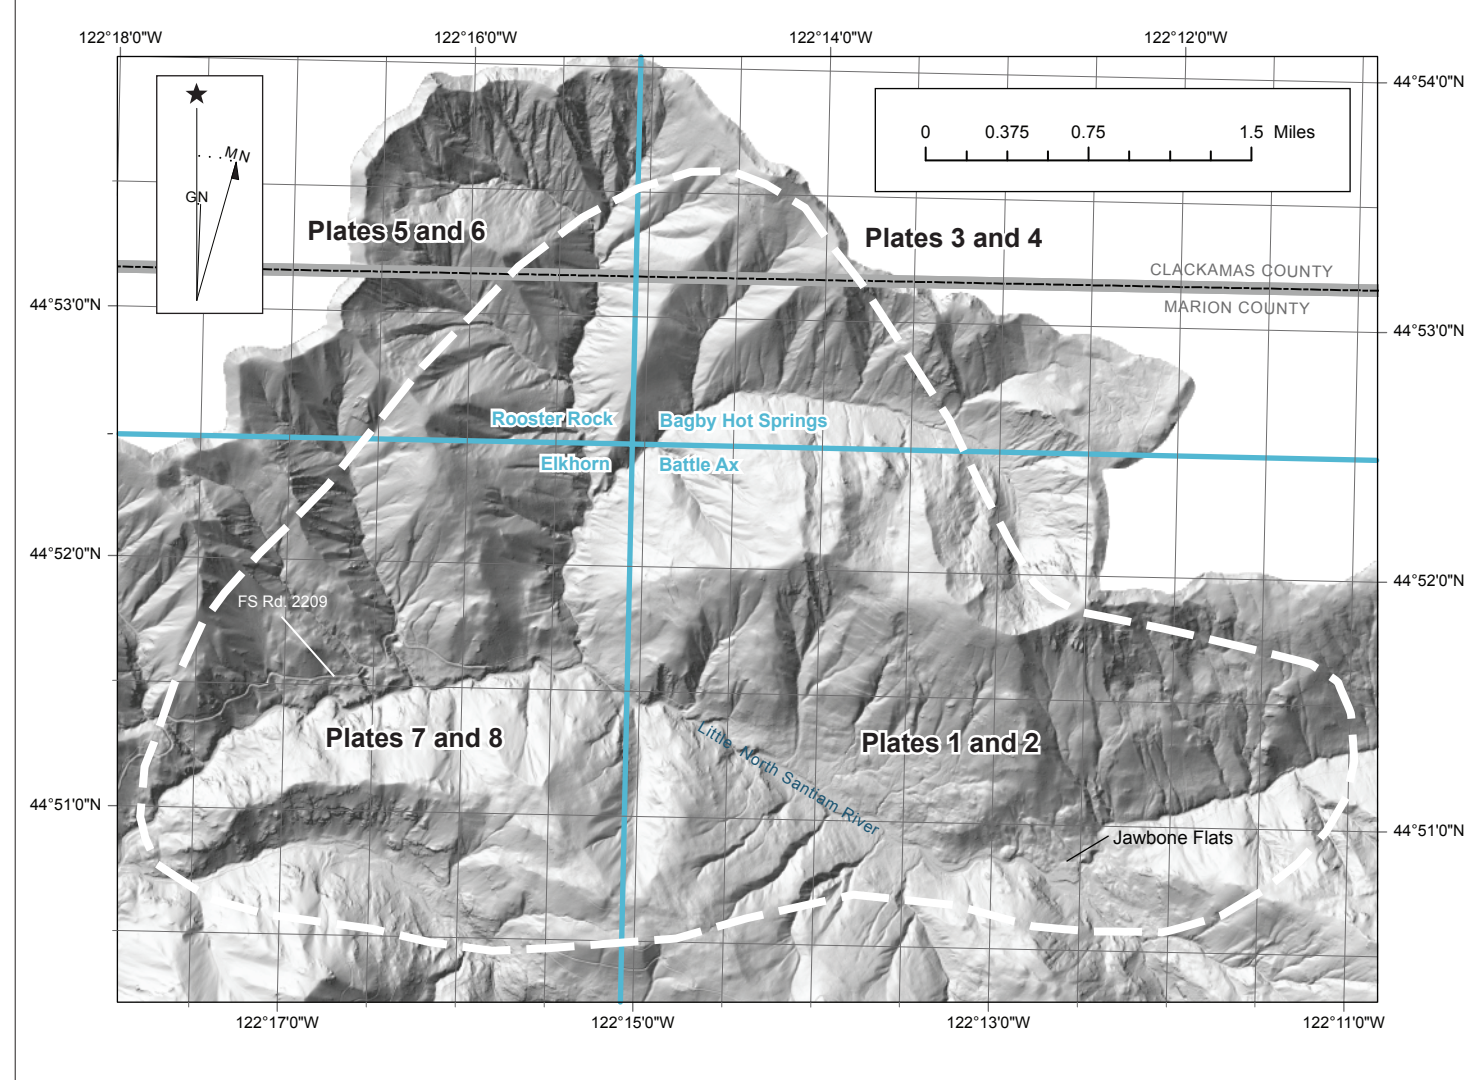 122°18'0"W
122°16'0"W
122°14'0"W
122°12'0"W
44°54'0"N
MN
GN
0 0.375 0.75 1.5 Miles
Plates 5 and 6
Plates 3 and 4
CLACKAMAS COUNTY
MARION COUNTY
44°53'0"N
44°53'0"N
Rooster Rock
Bagby Hot Springs
Elkhorn
Battle Ax
44°52'0"N
44°52'0"N
FS Rd. 2209
Plates 7 and 8
Plates 1 and 2
Little North Santiam River
44°51'0"N
44°51'0"N
Jawbone Flats
122°17'0"W
122°15'0"W
122°13'0"W
122°11'0"W